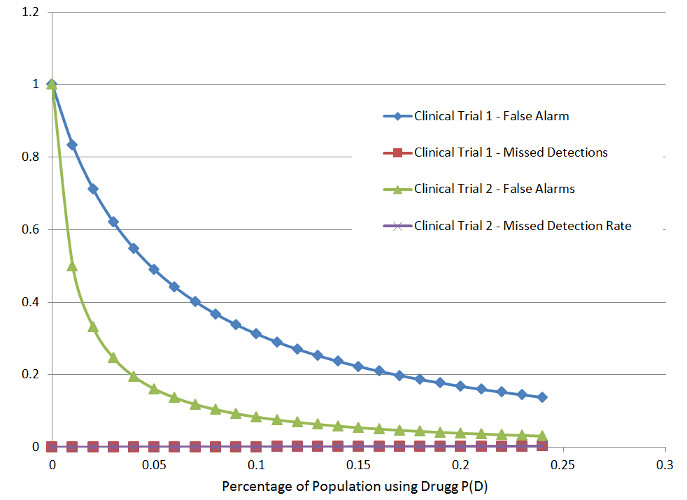 1.2
1
0.8
0.6
0.4
0.2
0
Clinical Trial 1 - False Alarm
Clinical Trial 1 - Missed Detections
Clinical Trial 2 - False Alarms
Clinical Trial 2 - Missed Detection Rate
0 0.05 0.1 0.15 0.2 0.25 0.3
Percentage of Population using Drugg P(D)